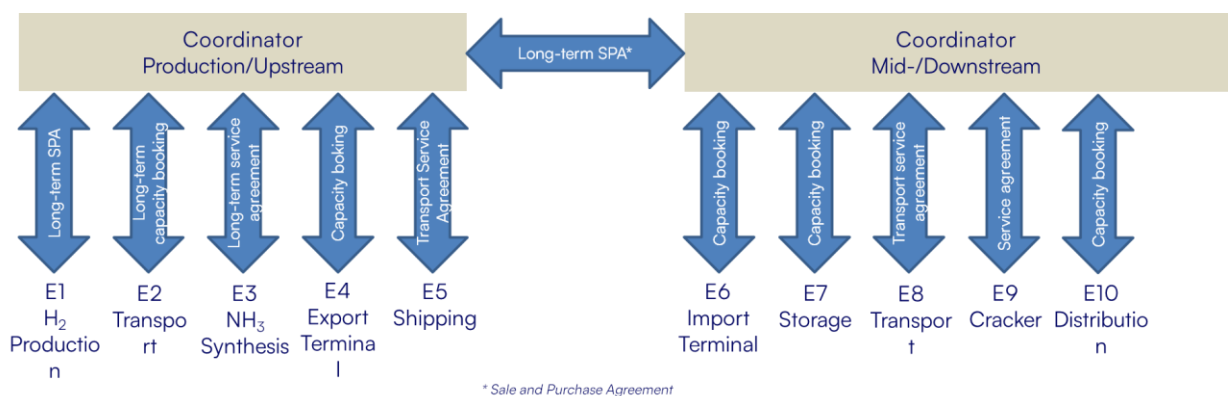 Coordinator
Production/Upstream
Long-term SPA*
Coordinator
Mid-/Downstream
Long-term SPA
Long-term
capacity booking
Long-term service
agreement
Capacity boking
Transport Service
Agreement
Capacity booking
Capacity booking
Transport service
agreement
Service agreement
Capacity booking
E1
H₂
Productio
n
E2
Transpo
rt
E3
NH₃
Synthesis
E4
Export
Termina
l
E5
Shipping
E6
Import
Terminal
E7
Storage
E8
Transpor
t
E9
Cracker
E10
Distributio
n
* Sale and Purchase Agreement